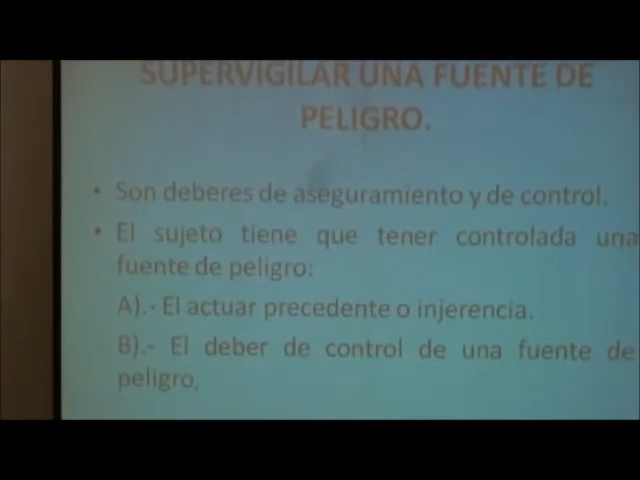 SUPERVIGILAR UNA FUENTE DE
PELIGRO.
• Son deberes de aseguramiento y de control.
• El sujeto tiene que tener controlada una
fuente de peligro:
A).- El actuar precedente o injerencia.
B).- El deber de control de una fuente de
peligro,